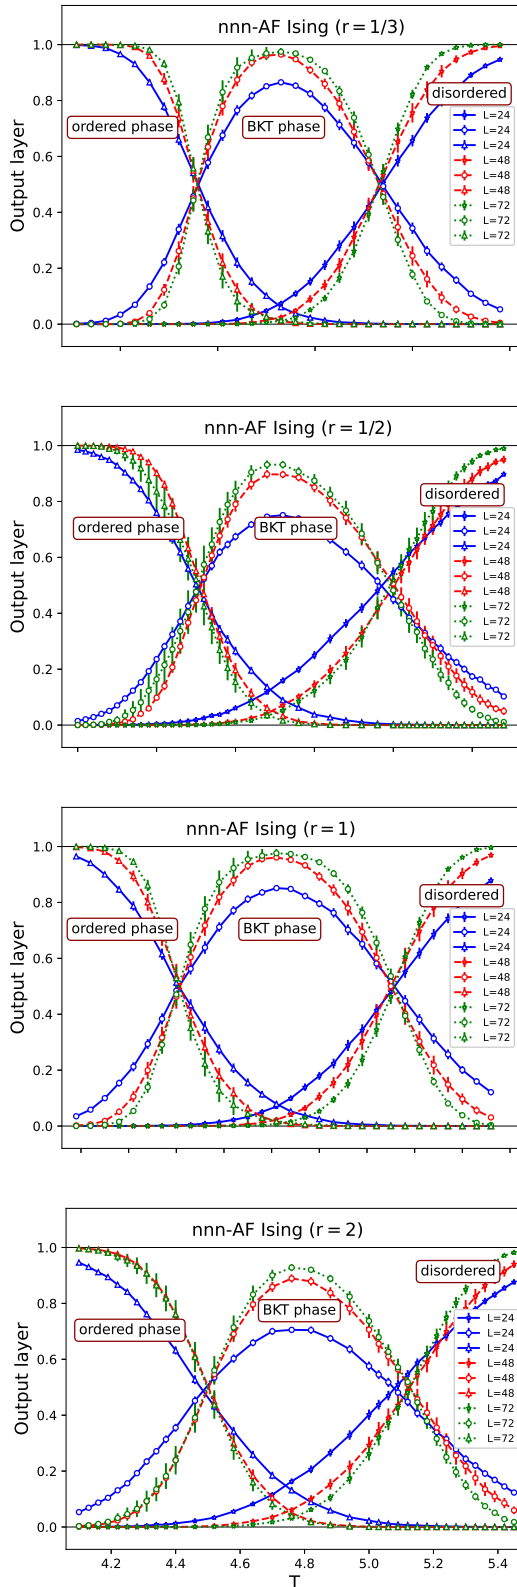 nnn-AF Ising (r = 1/3)
1.0
0.8
0.6
0.4
0.2
0.0
Output layer
ordered phase
BKT phase
disordered
L=24
L=24
L=24
L=48
L=48
L=48
L=72
L=72
L=72
nnn-AF Ising (r = 1/2)
1.0
0.8
0.6
0.4
0.2
0.0
Output layer
ordered phase
BKT phase
disordered
L=24
L=24
L=24
L=48
L=48
L=48
L=72
L=72
L=72
nnn-AF Ising (r = 1)
1.0
0.8
0.6
0.4
0.2
0.0
Output layer
ordered phase
BKT phase
disordered
L=24
L=24
L=24
L=48
L=48
L=48
L=72
L=72
L=72
nnn-AF Ising (r = 2)
1.0
0.8
0.6
0.4
0.2
0.0
Output layer
ordered phase
BKT phase
disordered
L=24
L=24
L=24
L=48
L=48
L=48
L=72
L=72
L=72
4.2 4.4 4.6 4.8 5.0 5.2 5.4
T